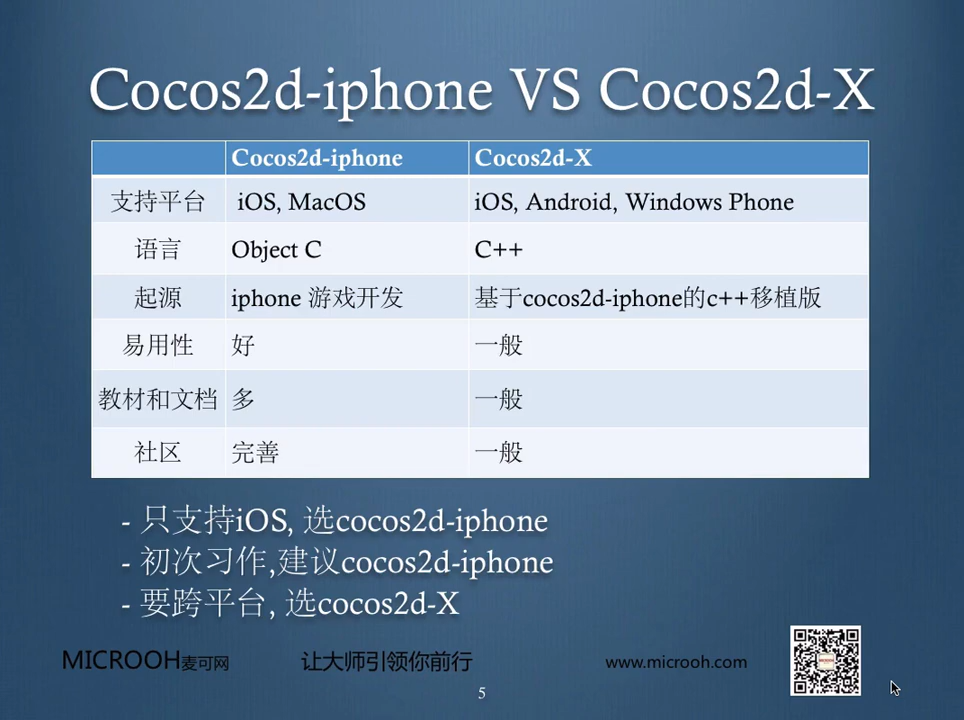 Cocos2d-iphone VS Cocos2d-X
Cocos2d-iphone Cocos2d-X
支持平台 iOS, MacOS iOS, Android, Windows Phone
语言 Object C C++
起源 iphone 游戏开发 基于cocos2d-iphone的c++移植版
易用性 好 一般
教材和文档 多 一般
社区 完善 一般
- 只支持iOS, 选cocos2d-iphone
- 初次习作,建议cocos2d-iphone
- 要跨平台, 选cocos2d-X
MICROOH麦可网 让大师引领你前行 www.microoh.com
5